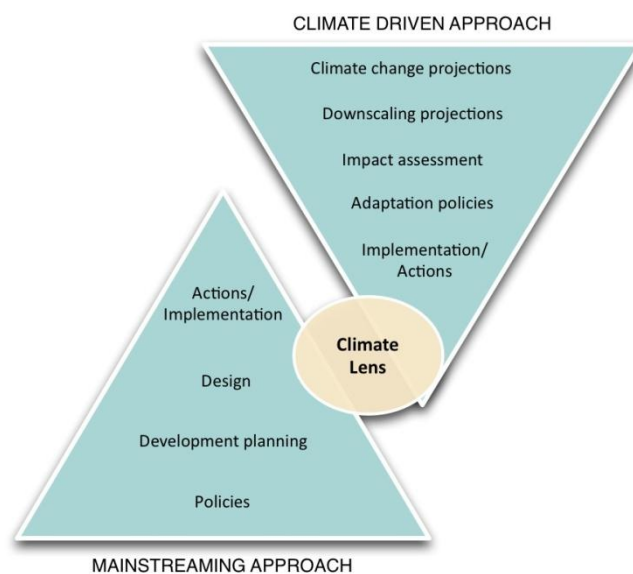 CLIMATE DRIVEN APPROACH
Climate change projections
Downscaling projections
Impact assessment
Adaptation policies
Implementation/
Actions
Actions/
Implementation
Climate
Lens
Design
Development planning
Policies
MAINSTREAMING APPROACH